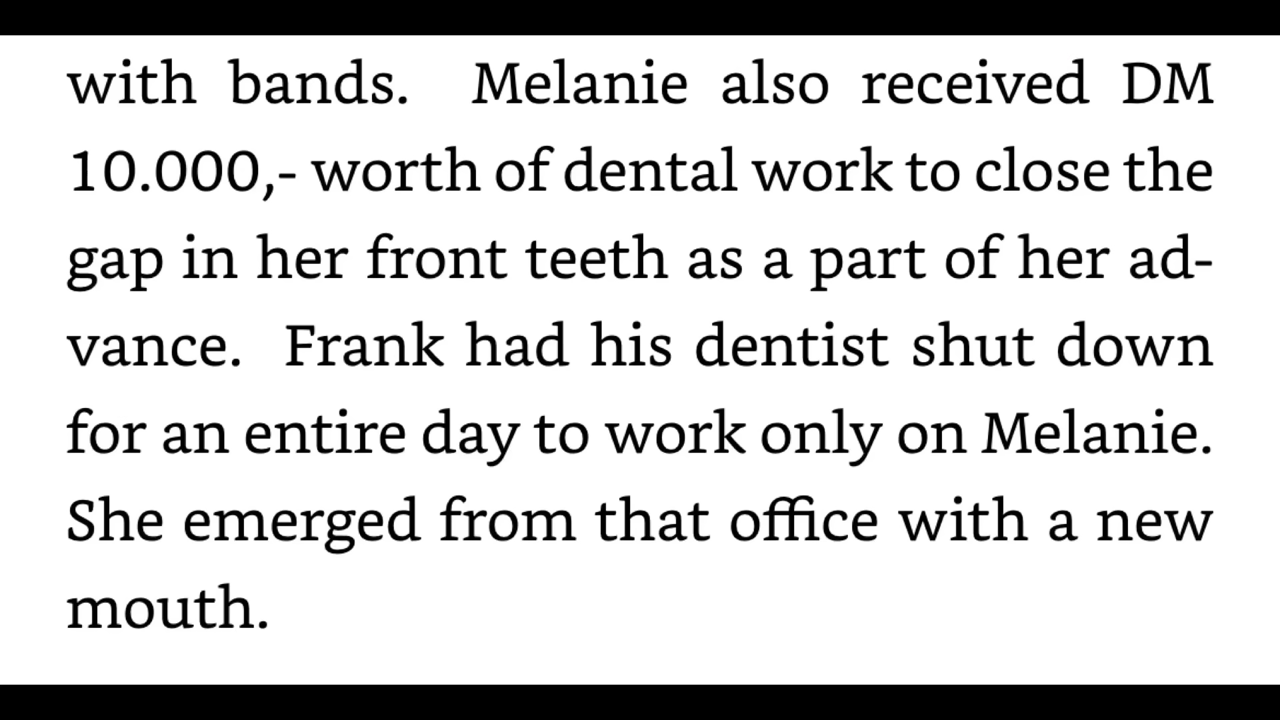 with bands. Melanie also received DM
10.000,- worth of dental work to close the
gap in her front teeth as a part of her ad-
vance. Frank had his dentist shut down
for an entire day to work only on Melanie.
She emerged from that office with a new
mouth.